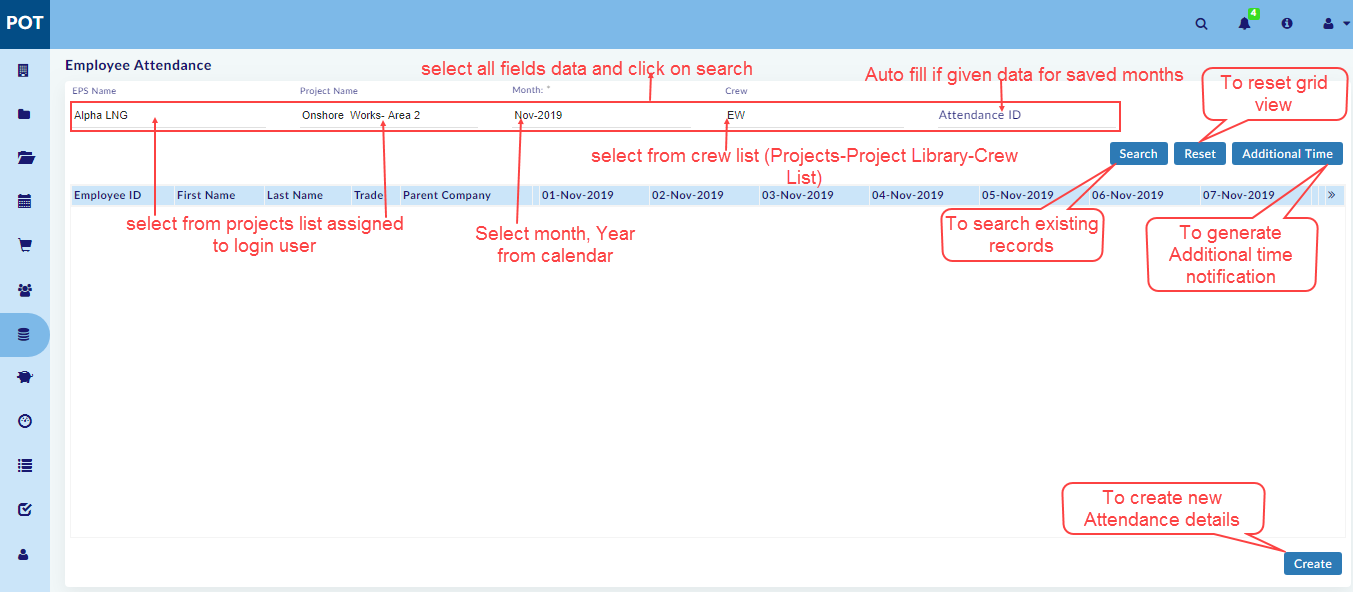 POT
4
Employee Attendance
select all fields data and click on search
Auto fill if given data for saved months
To reset grid
view
EPS Name
Project Name
Month: *
Crew
Alpha LNG
Onshore Works- Area 2
Nov-2019
EW
Attendance ID
select from crew list (Projects-Project Library-Crew
List)
Search
Reset
Additional Time
Employee ID
First Name
Last Name
Trade
Parent Company
01-Nov-2019
02-Nov-2019
03-Nov-2019
04-Nov-2019
05-Nov-2019
06-Nov-2019
07-Nov-2019
»
select from projects list assigned
to login user
Select month, Year
from calendar
To search existing
records
To generate
Additional time
notification
To create new
Attendance details
Create